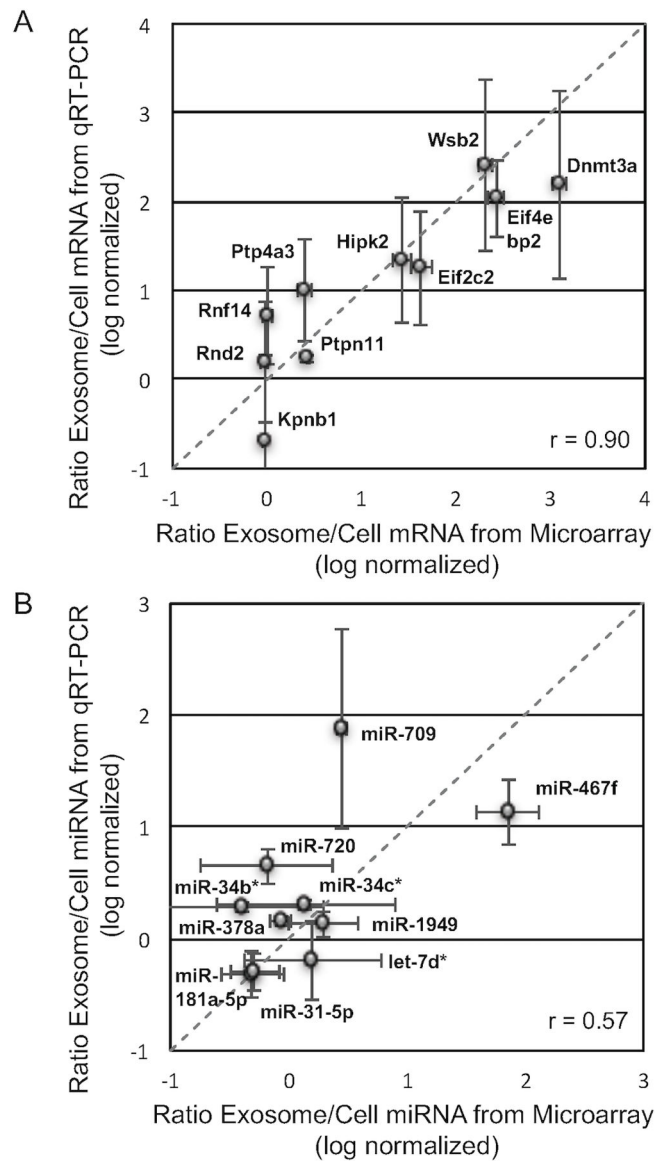 A
Ratio Exosome/Cell mRNA from qRT-PCR
(log normalized)
4
3
2
1
0
-1
Wsb2
Dnmt3a
Eif4e
bp2
Hipk2
Eif2c2
Ptp4a3
Rnf14
Ptpn11
Rnd2
Kpnb1
r = 0.90
-1 0 1 2 3 4
Ratio Exosome/Cell mRNA from Microarray
(log normalized)
B
Ratio Exosome/Cell miRNA from qRT-PCR
(log normalized)
3
2
1
0
-1
miR-709
miR-467f
miR-720
miR-34b*
miR-34c*
miR-378a
miR-1949
let-7d*
miR-
181a-5p
miR-31-5p
r = 0.57
-1 0 1 2 3
Ratio Exosome/Cell miRNA from Microarray
(log normalized)